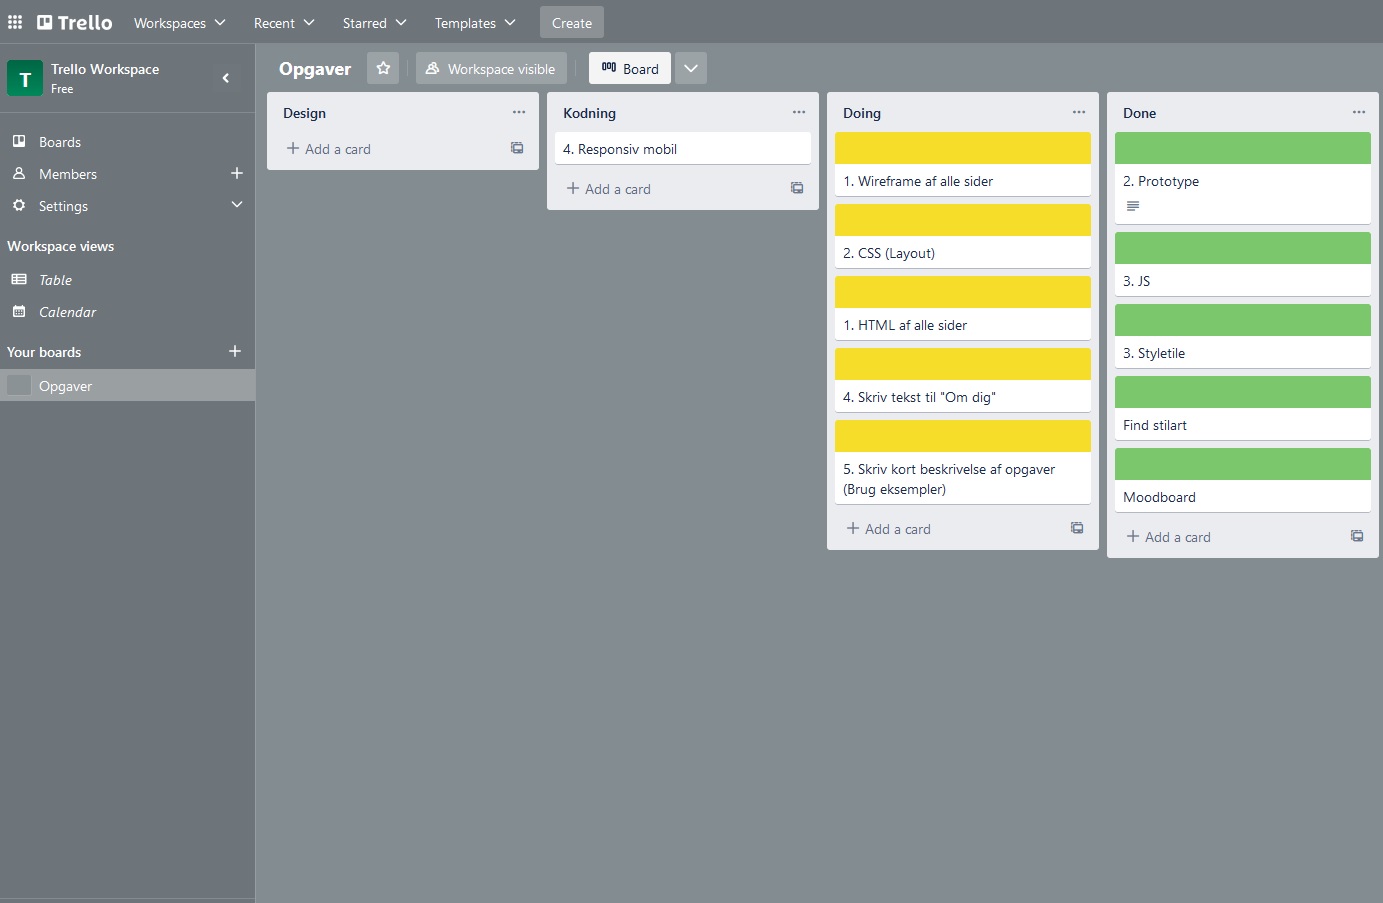 Trello
Workspaces
Recent
Starred
Templates
Create
T
Trello Workspace
Free
Boards
Members
Settings
Workspace views
Table
Calendar
Your boards
Opgaver
Opgaver
Workspace visible
Board
Design
Add a card
Kodning
4. Responsiv mobil
Add a card
Doing
1. Wireframe af alle sider
2. CSS (Layout)
1. HTML af alle sider
4. Skriv tekst til "Om dig"
5. Skriv kort beskrivelse af opgaver
(Brug eksempler)
Add a card
Done
2. Prototype
3. JS
3. Styletile
Find stilart
Moodboard
Add a card